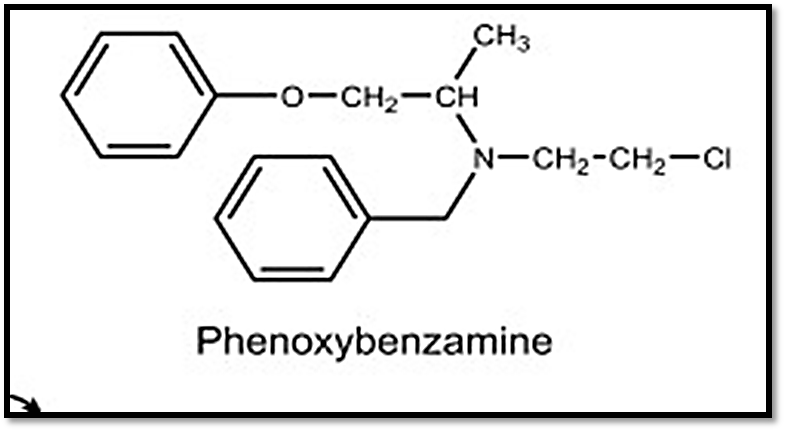 CH₃
O—CH₂—CH
N—CH₂-CH₂—Cl
Phenoxybenzamine